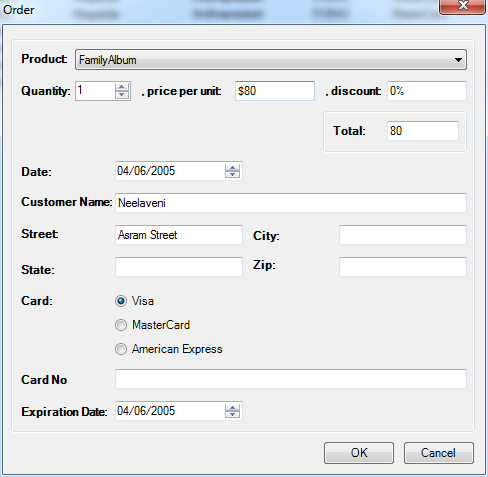 Order
Product: FamilyAlbum
Quantity: 1 , price per unit: $80 , discount: 0%
Total: 80
Date: 04/06/2005
Customer Name: Neelaveni
Street: Asram Street City:
State: Zip:
Card: Visa
MasterCard
American Express
Card No
Expiration Date: 04/06/2005
OK Cancel